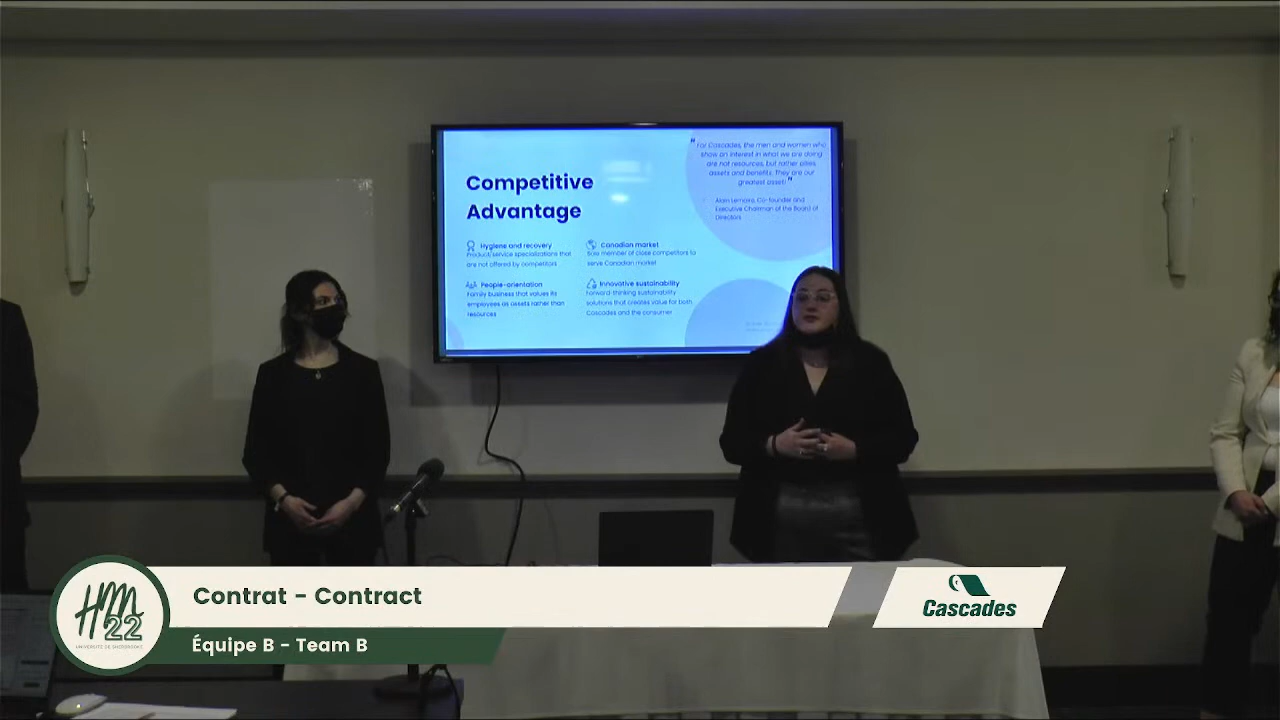 Competitive
Advantage
Hygiene and recovery
Product/service specializations that
are not offered by competitors
People-orientation
Family business that values its
employees as assets rather than
resources
Canadian market
Sole member of close competitors to
serve Canadian market
Innovative sustainability
Forward-thinking sustainability
solutions that creates value for both
Cascades and the consumer
" For Cascades, the men and women who
show an interest in what we are doing
are not resources, but rather allies,
assets and benefits. They are our
greatest asset. "
Alain Lemaire, Co-founder and
Executive Chairman of the Board of
Directors
HM
22
UNIVERSITÉ DE SHERBROOKE
Contrat - Contract
Équipe B - Team B
Cascades